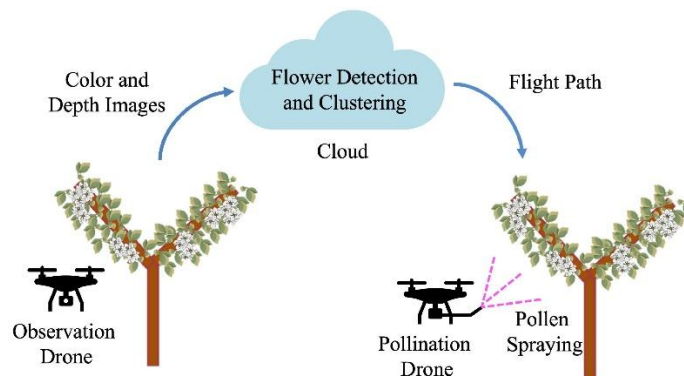 Color and
Depth Images
Flower Detection
and Clustering
Cloud
Flight Path
Observation
Drone
Pollination
Drone
Pollen
Spraying